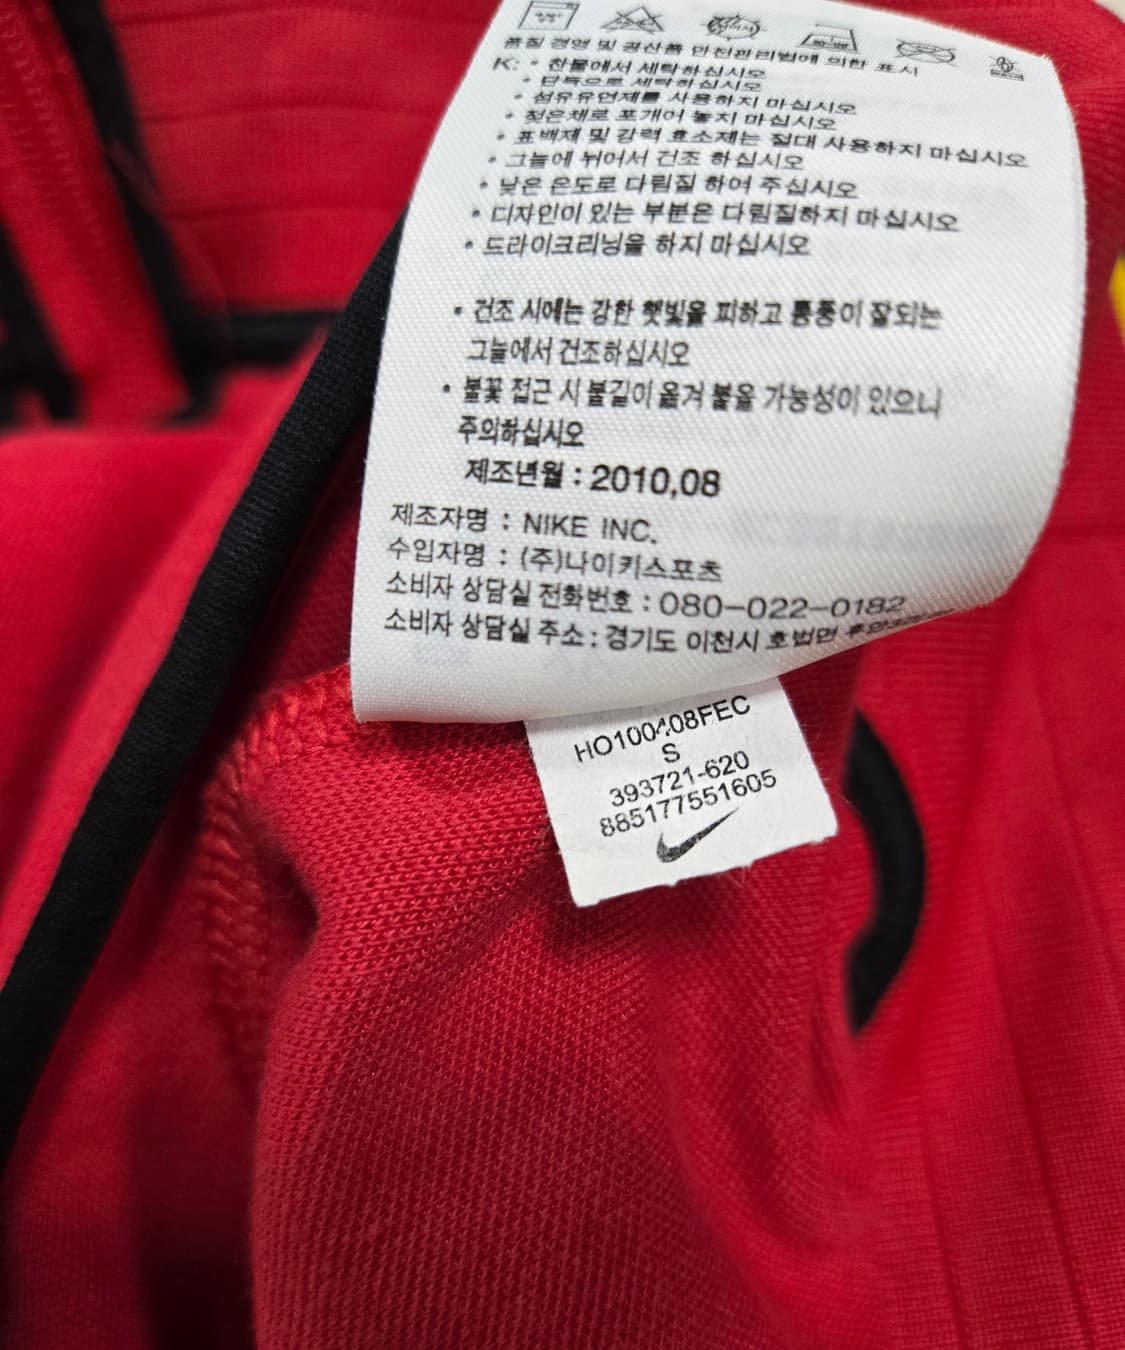 품질 경영 및 공산품 안전관리법에 의한 표시
K: • 찬물에서 세탁하십시오
• 단독으로 세탁하십시오
• 섬유유연제를 사용하지 마십시오
• 젖은채로 포개어 놓지 마십시오
• 표백제 및 강력 효소제는 절대 사용하지 마십시오
• 그늘에 뉘어서 건조 하십시오
• 낮은 온도로 다림질 하여 주십시오
• 디자인이 있는 부분은 다림질하지 마십시오
• 드라이크리닝을 하지 마십시오
• 건조 시에는 강한 햇빛을 피하고 통풍이 잘되는
그늘에서 건조하십시오
• 불꽃 접근 시 불길이 옮겨 붙을 가능성이 있으니
주의하십시오
제조년월 : 2010,08
제조자명 : NIKE INC.
수입자명 : (주)나이키스포츠
소비자 상담실 전화번호 : 080-022-0182
소비자 상담실 주소 : 경기도 이천시 호법면
HO100408FEC
S
393721-620
885177551605